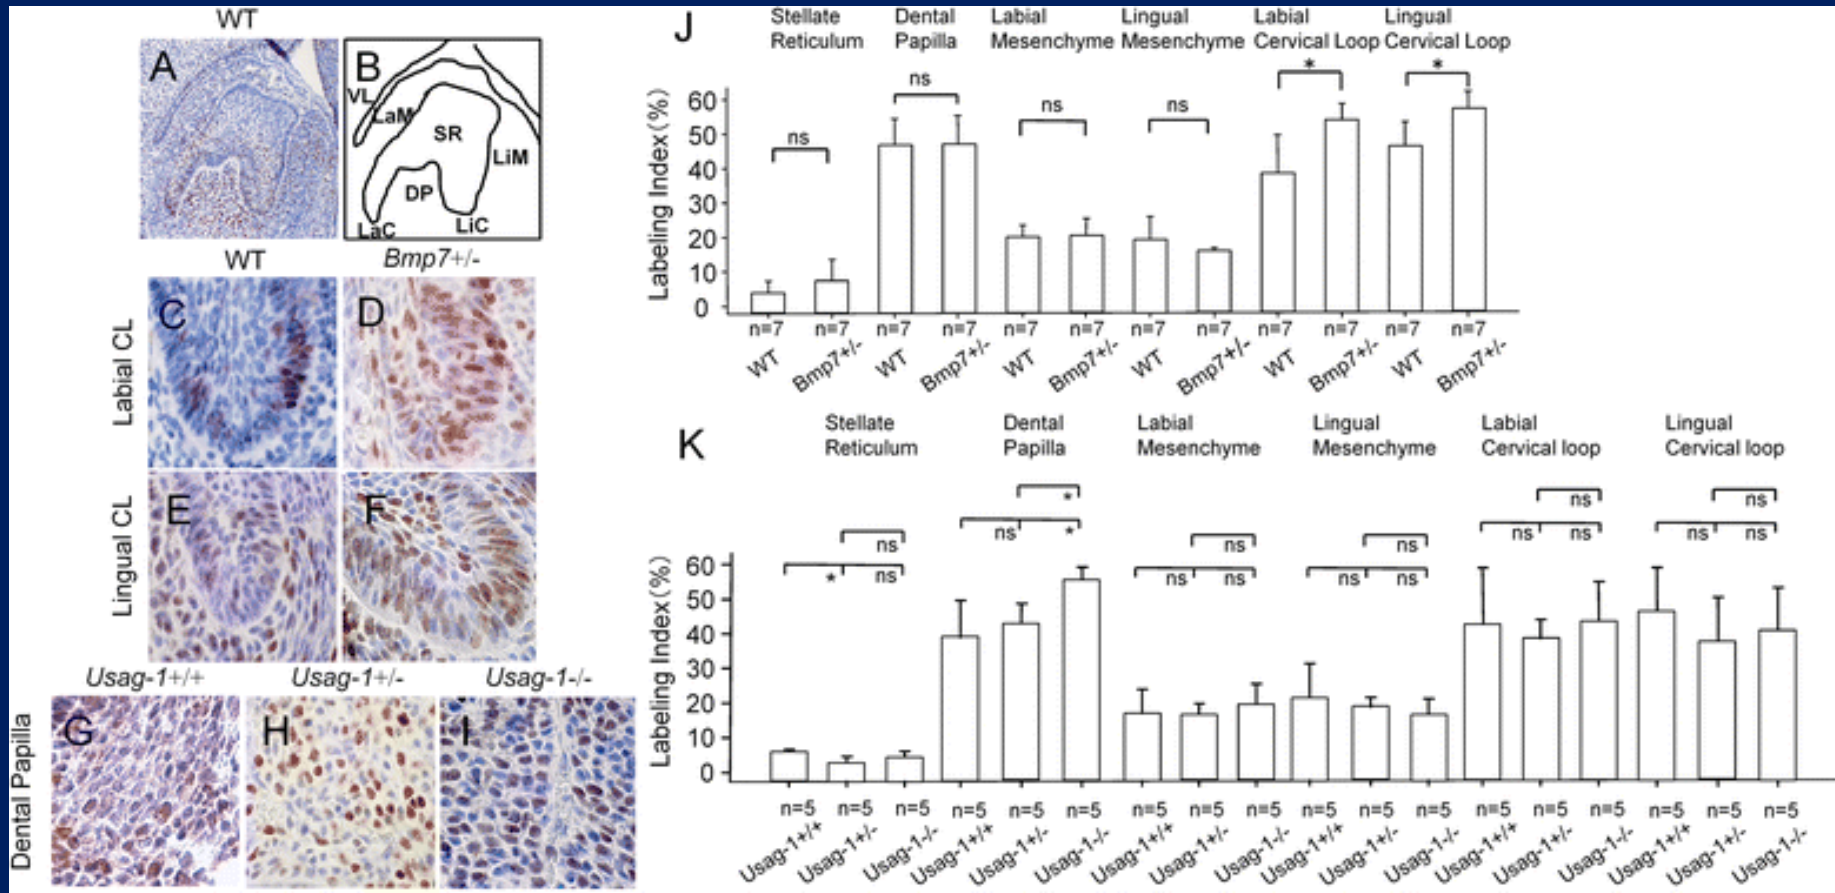 WT
A
B
VL
LaM
SR
LiM
DP
LaC
LiC
WT
Bmp7+/-
Labial CL
C
D
Lingual CL
E
F
Usag-1+/+
Usag-1+/-
Usag-1-/-
Dental Papilla
G
H
I
J
Stellate Reticulum
Dental Papilla
Labial Mesenchyme
Lingual Mesenchyme
Labial Cervical Loop
Lingual Cervical Loop
Labeling Index(%)
60
50
40
30
20
10
0
ns
ns
ns
ns
*
*
n=7 n=7 n=7 n=7 n=7 n=7 n=7 n=7 n=7 n=7 n=7 n=7
WT Bmp7+/- WT Bmp7+/- WT Bmp7+/- WT Bmp7+/- WT Bmp7+/- WT Bmp7+/-
K
Stellate Reticulum
Dental Papilla
Labial Mesenchyme
Lingual Mesenchyme
Labial Cervical loop
Lingual Cervical loop
Labeling Index(%)
60
50
40
30
20
10
0
ns
* ns
*
ns *
ns
ns ns
ns
ns ns
ns
ns ns
ns
ns ns
n=5 n=5 n=5 n=5 n=5 n=5 n=5 n=5 n=5 n=5 n=5 n=5 n=5 n=5 n=5 n=5 n=5 n=5
Usag-1+/+ Usag-1+/- Usag-1-/- Usag-1+/+ Usag-1+/- Usag-1-/- Usag-1+/+ Usag-1+/- Usag-1-/- Usag-1+/+ Usag-1+/- Usag-1-/- Usag-1+/+ Usag-1+/- Usag-1-/- Usag-1+/+ Usag-1+/- Usag-1-/-